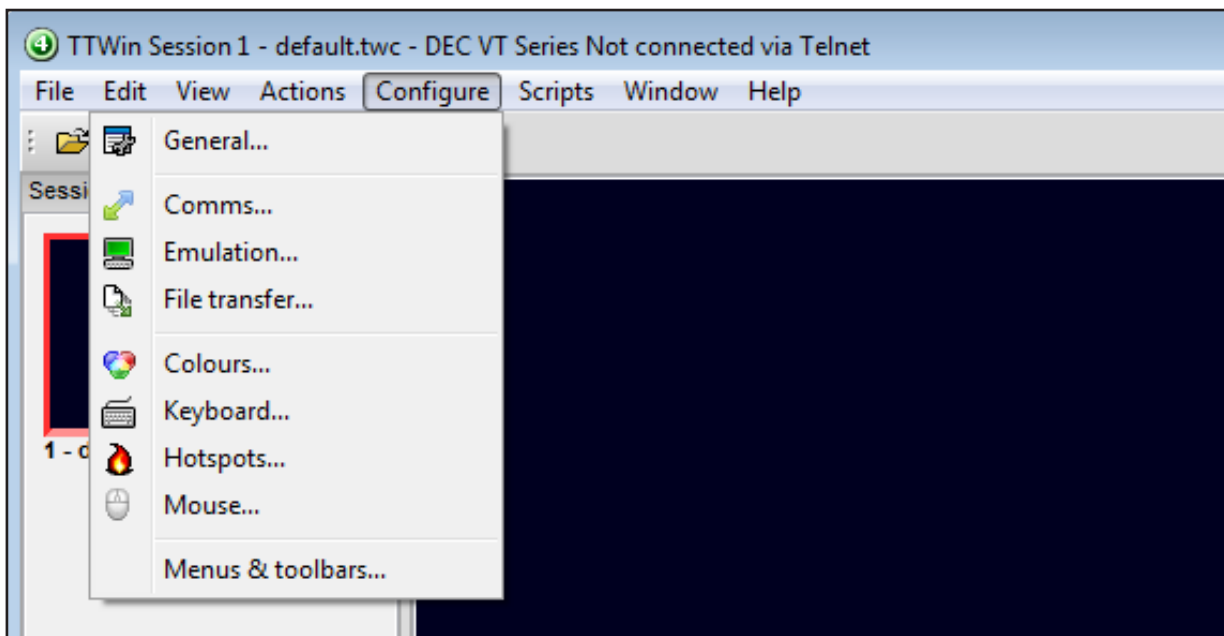 4 TTWin Session 1 - default.twc - DEC VT Series Not connected via Telnet
File Edit View Actions Configure Scripts Window Help
General...
Sessi
Comms...
Emulation...
File transfer...
Colours...
Keyboard...
1 - d
Hotspots...
Mouse...
Menus & toolbars...